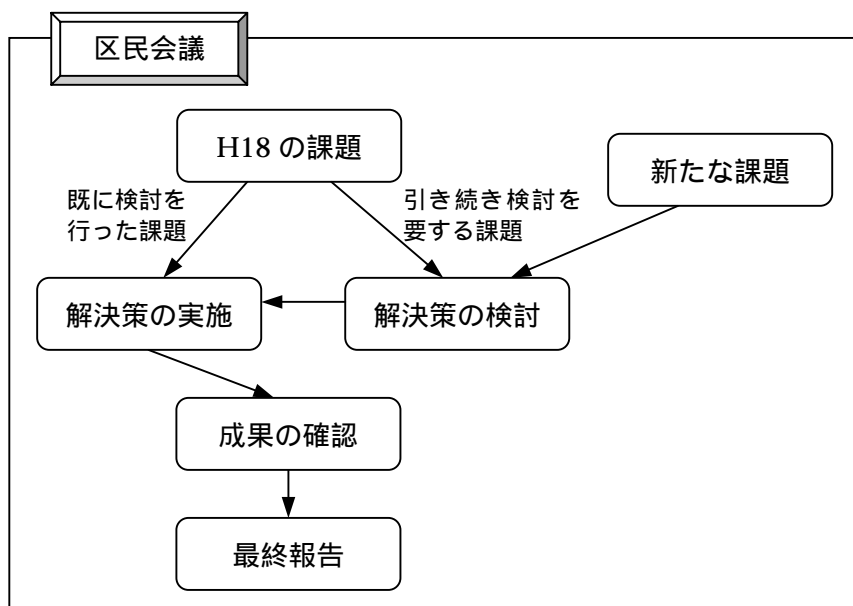 区民会議
H18 の課題
新たな課題
既に検討を
行った課題
引き続き検討を
要する課題
解決策の実施
解決策の検討
成果の確認
最終報告